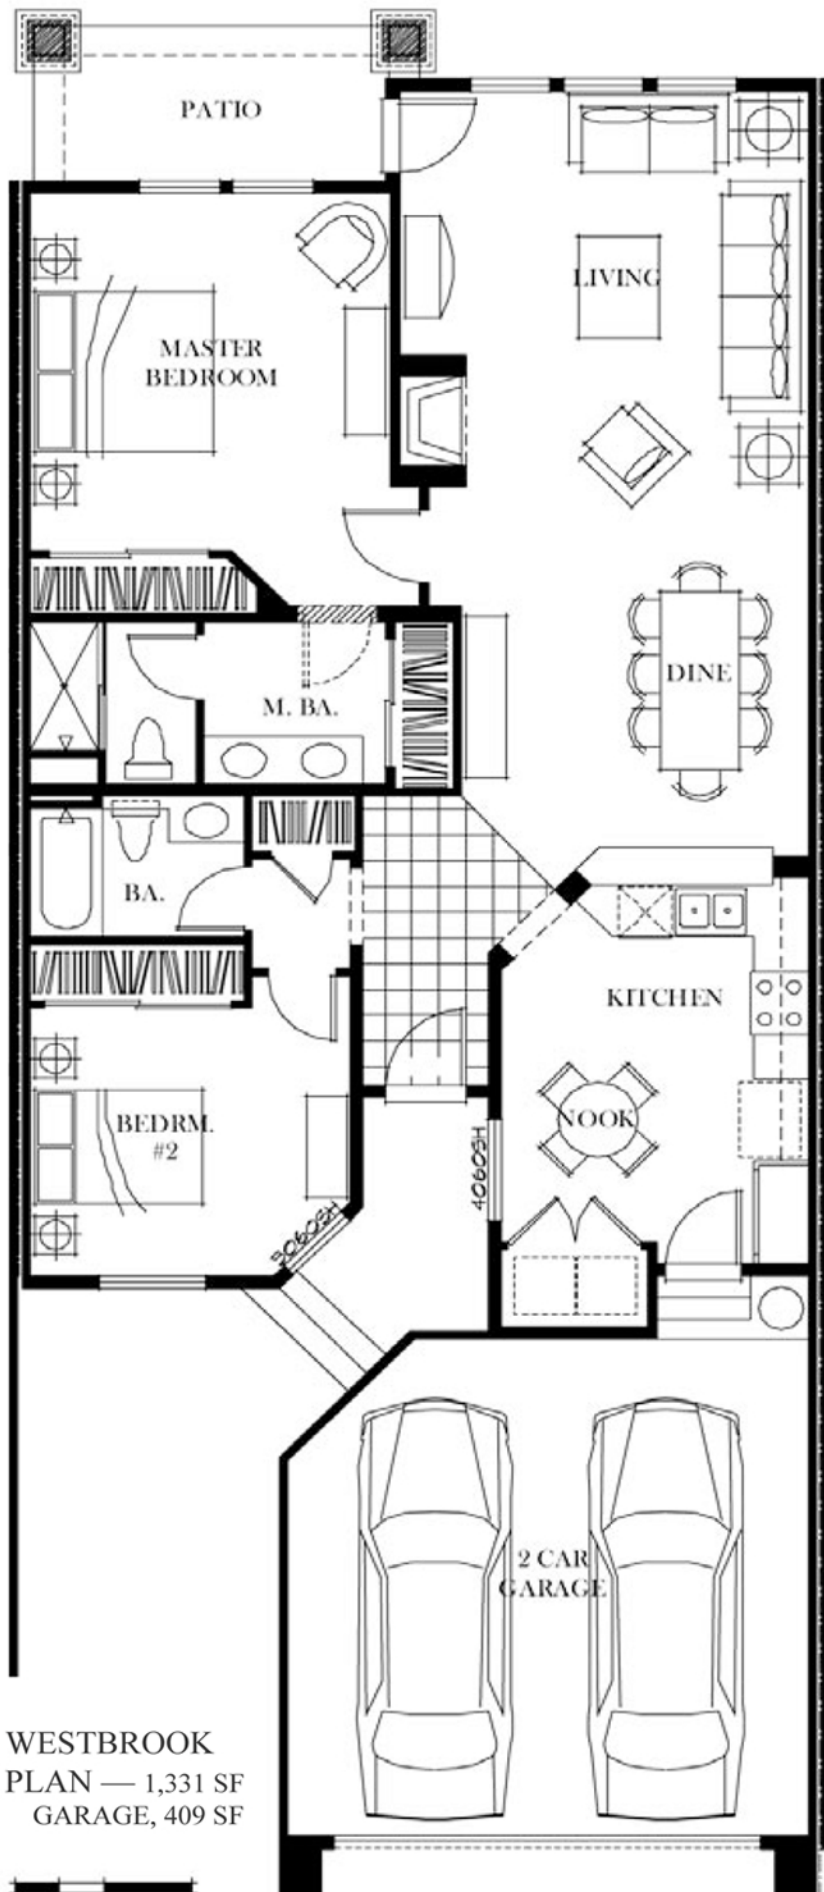 PATIO
LIVING
MASTER
BEDROOM
DINE
M. BA.
BA.
KITCHEN
NOOK
BEDRM.
#2
4060SH
2 CAR
GARAGE
WESTBROOK
PLAN — 1,331 SF
GARAGE, 409 SF